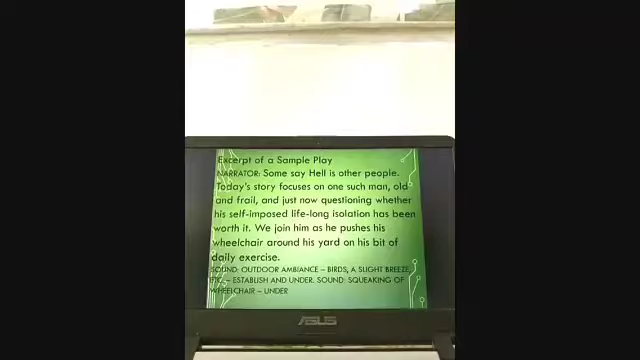 Excerpt of a Sample Play
NARRATOR: Some say Hell is other people.
Today's story focuses on one such man, old
and frail, and just now questioning whether
his self-imposed life-long isolation has been
worth it. We join him as he pushes his
wheelchair around his yard on his bit of
daily exercise.
SOUND: OUTDOOR AMBIANCE – BIRDS, A SLIGHT BREEZE,
ETC. – ESTABLISH AND UNDER. SOUND: SQUEAKING OF
WHEELCHAIR – UNDER
ASUS